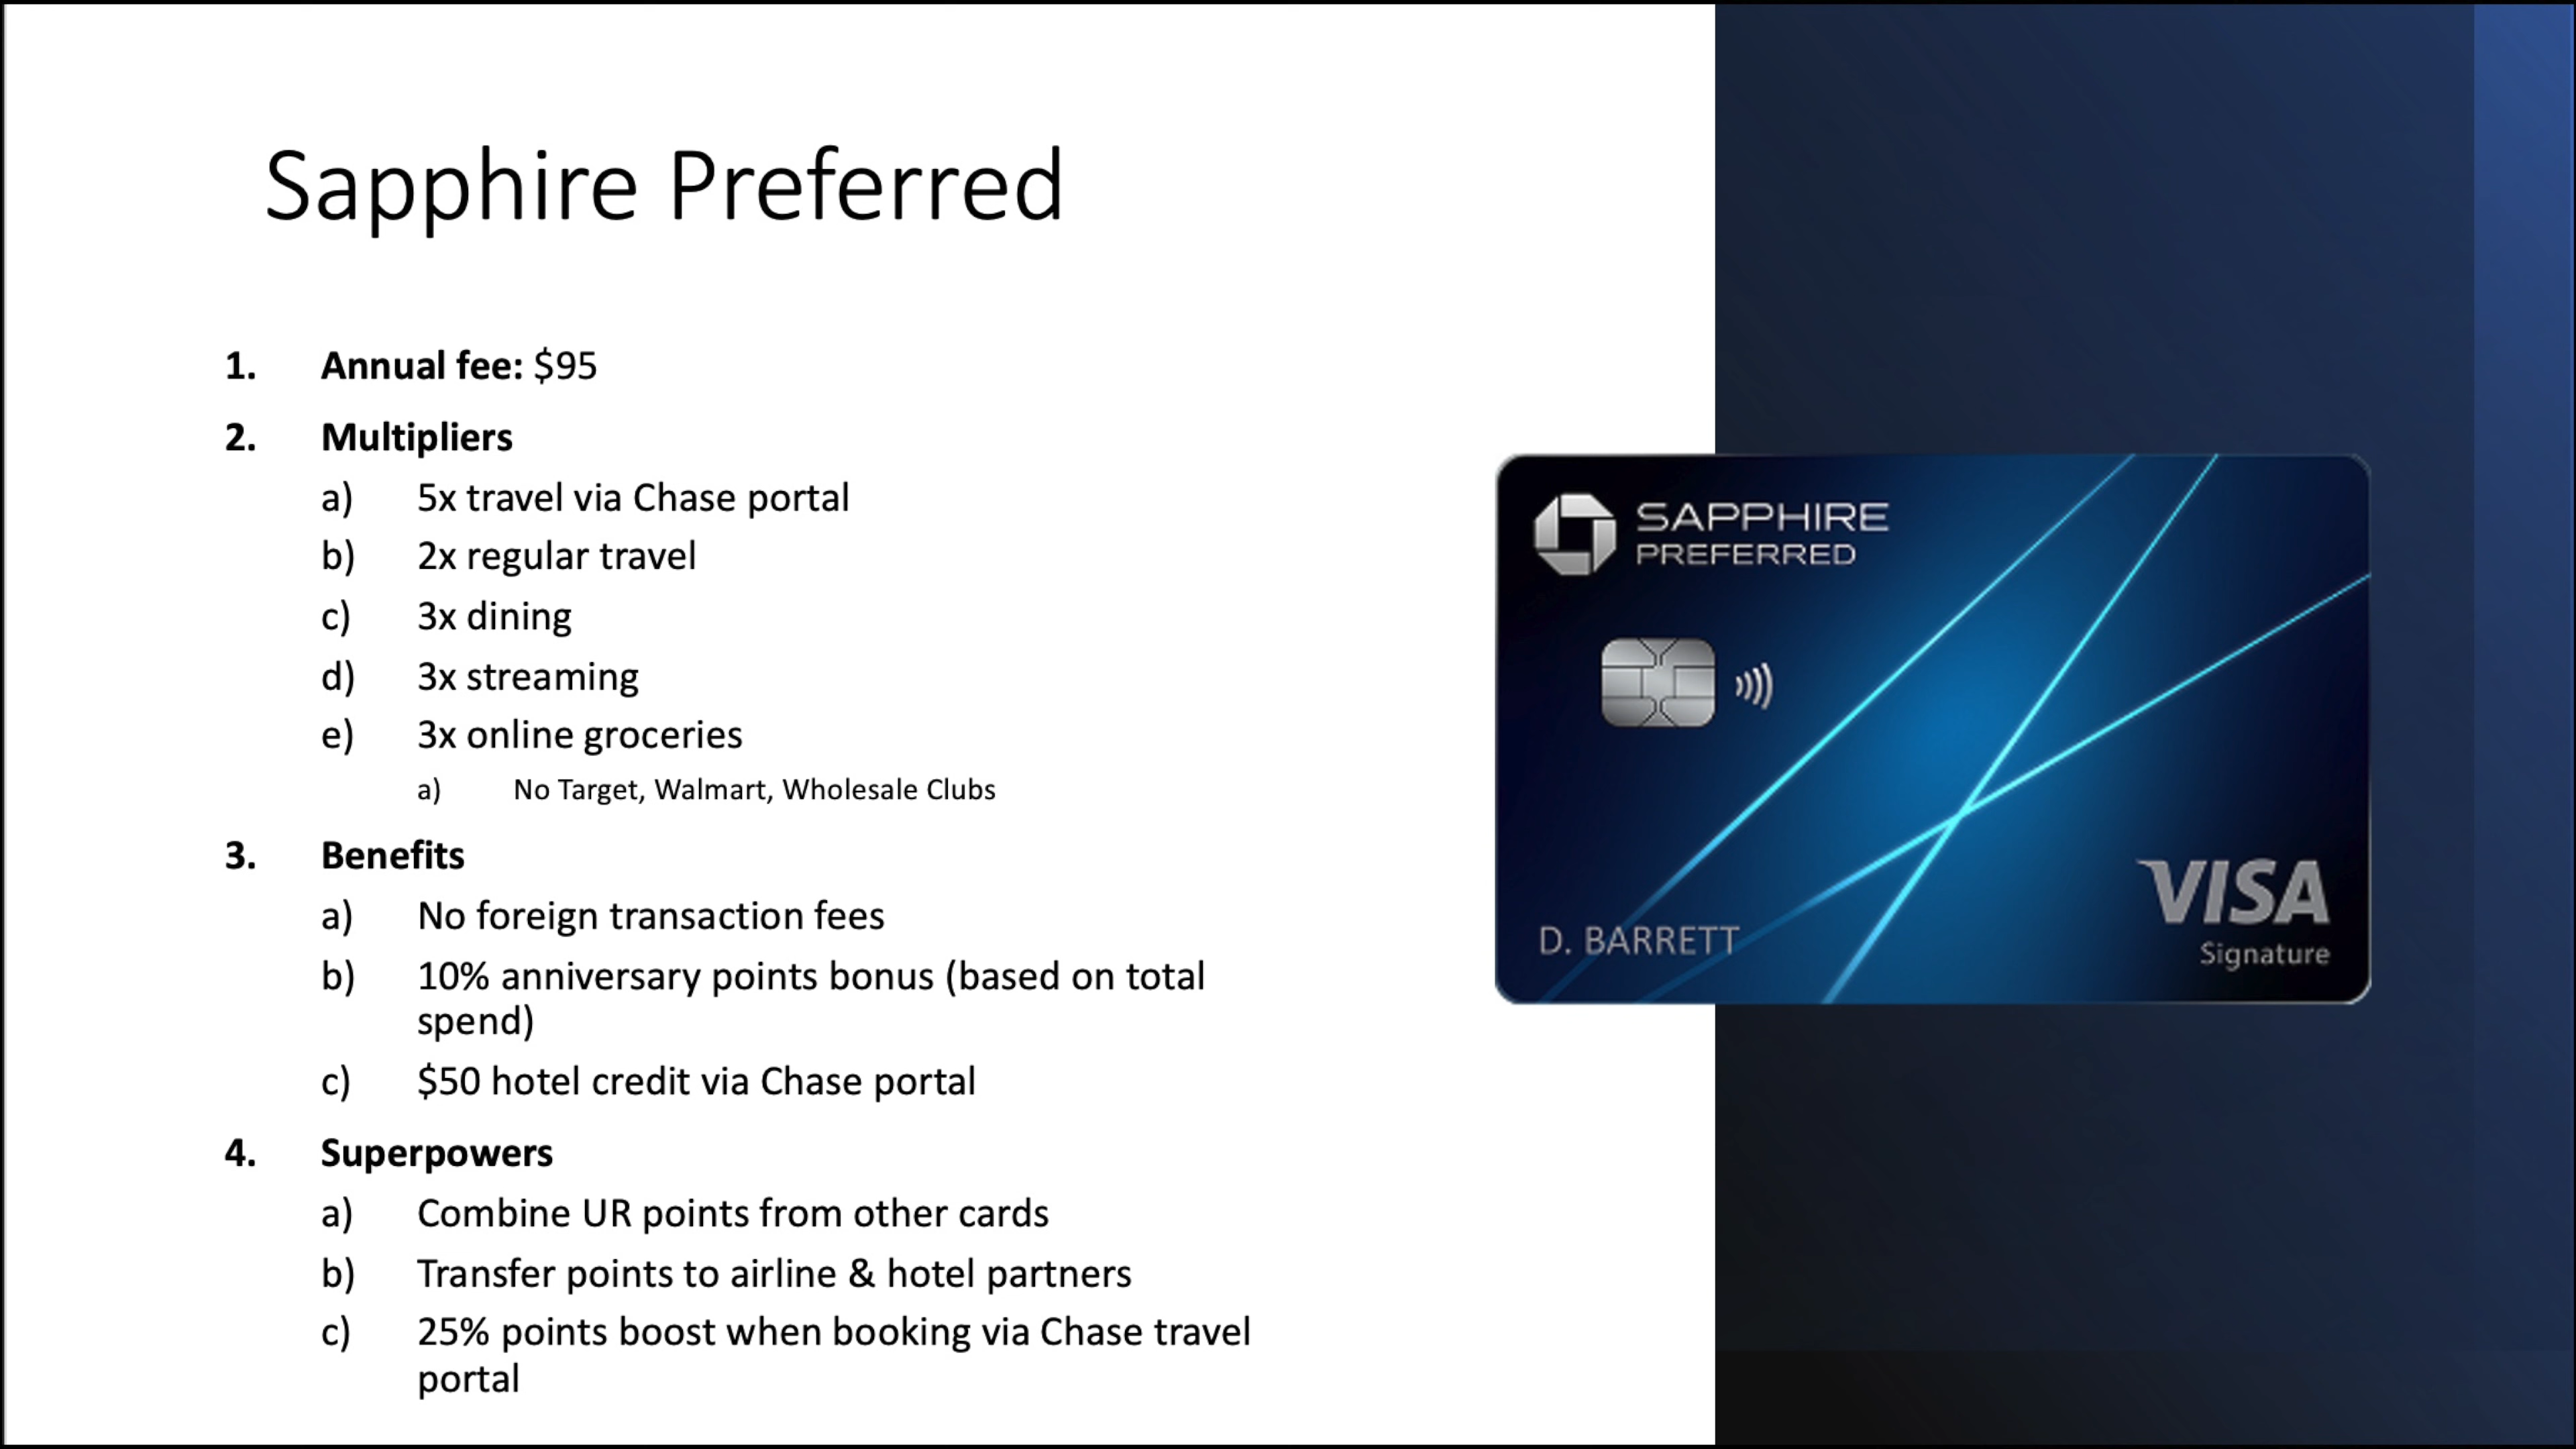 Sapphire Preferred
1. Annual fee: $95
2. Multipliers
a) 5x travel via Chase portal
b) 2x regular travel
c) 3x dining
d) 3x streaming
e) 3x online groceries
a) No Target, Walmart, Wholesale Clubs
3. Benefits
a) No foreign transaction fees
b) 10% anniversary points bonus (based on total
spend)
c) $50 hotel credit via Chase portal
4. Superpowers
a) Combine UR points from other cards
b) Transfer points to airline & hotel partners
c) 25% points boost when booking via Chase travel
portal
SAPPHIRE
PREFERRED
D. BARRETT
VISA
Signature